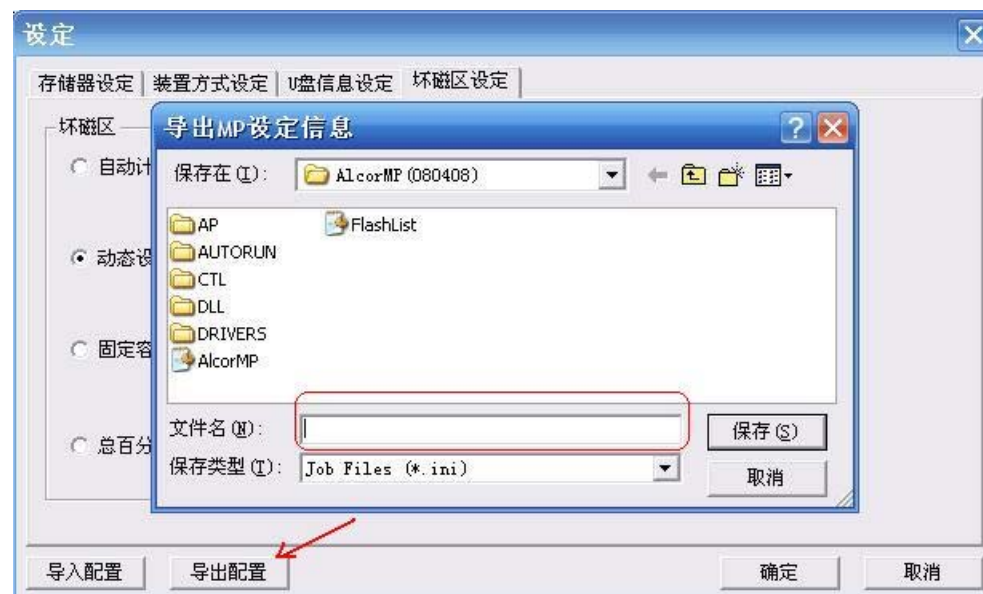 设定
存储器设定 装置方式设定 U盘信息设定 坏磁区设定
坏磁区
导出MP设定信息
自动计
保存在(I): AlcorMP(080408)
AP FlashList
AUTORUN
动态设
CTL
DLL
DRIVERS
固定容
AlcorMP
文件名(N): 保存(S)
总百分
保存类型(T): Job Files (*.ini) 取消
导入配置 导出配置 确定 取消